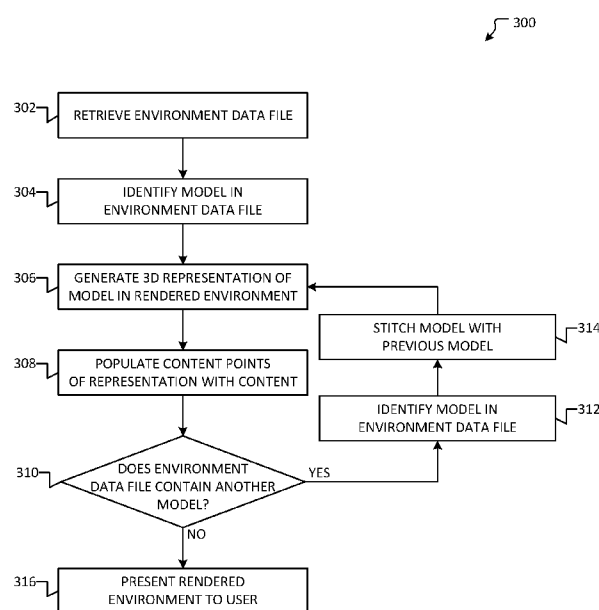 300
302
RETRIEVE ENVIRONMENT DATA FILE
304
IDENTIFY MODEL IN
ENVIRONMENT DATA FILE
306
GENERATE 3D REPRESENTATION OF
MODEL IN RENDERED ENVIRONMENT
308
POPULATE CONTENT POINTS
OF REPRESENTATION WITH CONTENT
310
DOES ENVIRONMENT
DATA FILE CONTAIN ANOTHER
MODEL?
YES
312
IDENTIFY MODEL IN
ENVIRONMENT DATA FILE
314
STITCH MODEL WITH
PREVIOUS MODEL
NO
316
PRESENT RENDERED
ENVIRONMENT TO USER